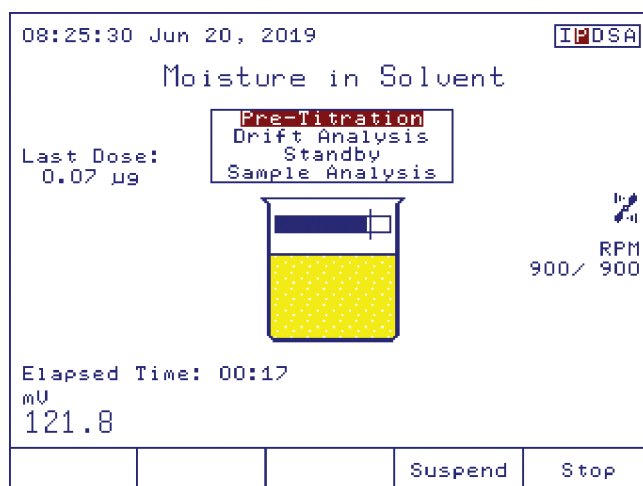 08:25:30 Jun 20, 2019
IPDSA
Moisture in Solvent
Pre-Titration
Drift Analysis
Standby
Sample Analysis
Last Dose:
0.07 µg
RPM
900/ 900
Elapsed Time: 00:17
mV
121.8
Suspend
Stop